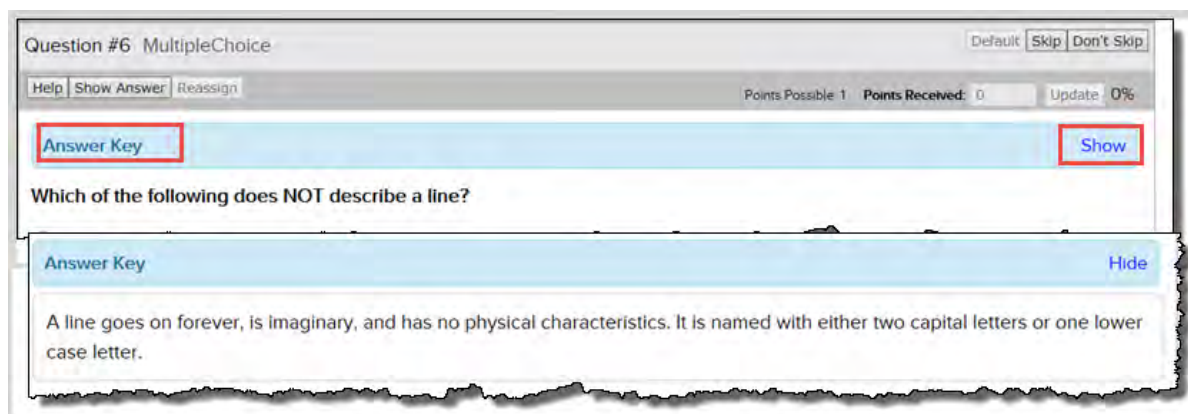 Question #6 MultipleChoice Default Skip Don't Skip
Help Show Answer Reassign Points Possible 1 Points Received: 0 Update 0%
Answer Key Show
Which of the following does NOT describe a line?
Answer Key Hide
A line goes on forever, is imaginary, and has no physical characteristics. It is named with either two capital letters or one lower
case letter.